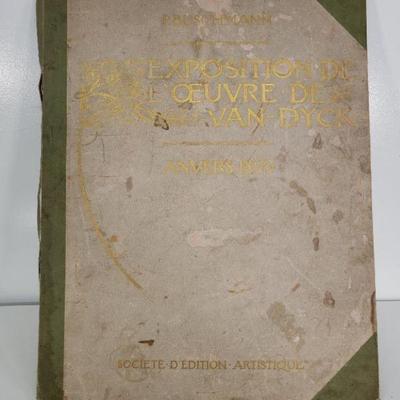 P. BUSCHMANN
L'EXPOSITION DE
L'ŒUVRE DE
VAN DYCK
ANVERS 1899
SOCIÉTÉ D'ÉDITION ARTISTIQUE